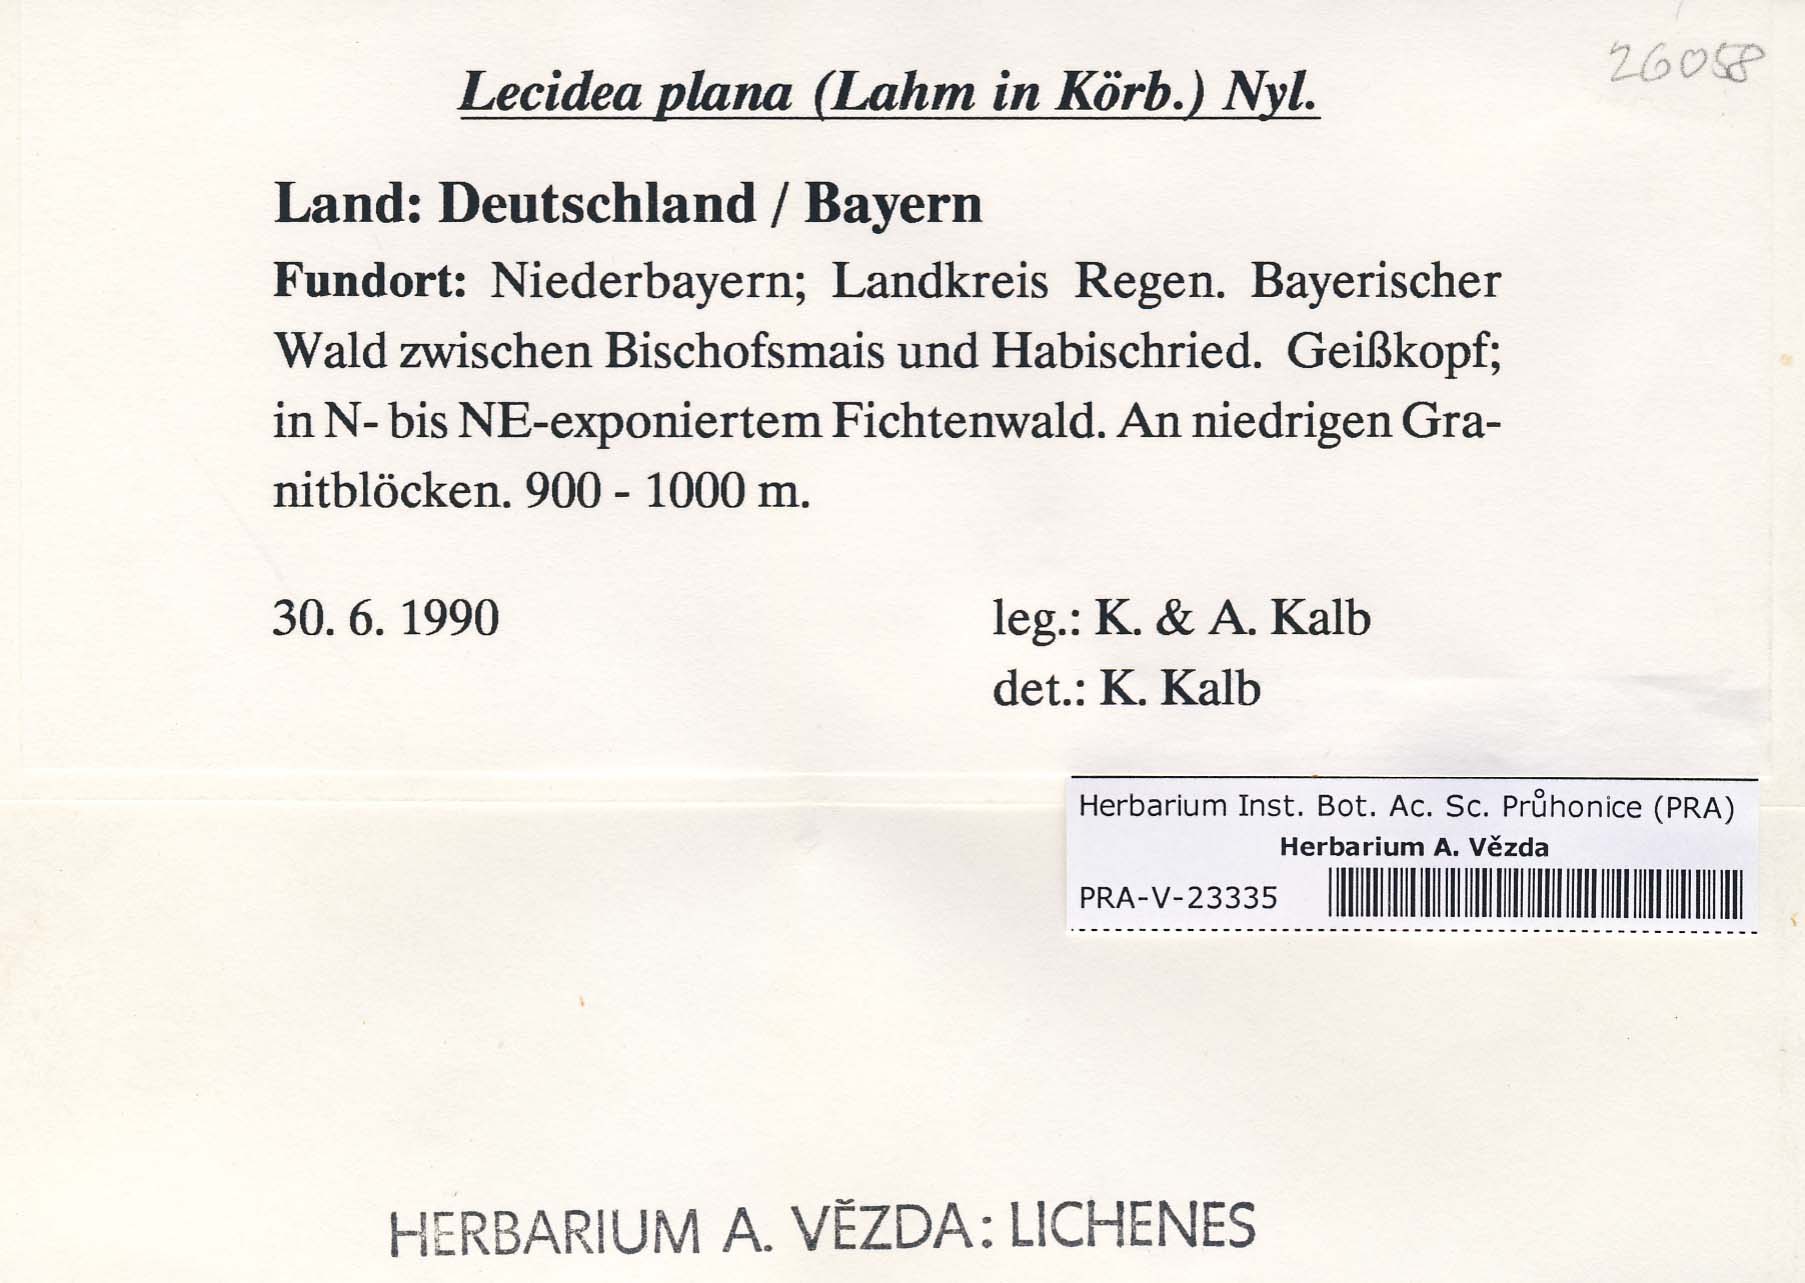 26058
Lecidea plana (Lahm in Körb.) Nyl.
Land: Deutschland / Bayern
Fundort: Niederbayern; Landkreis Regen. Bayerischer
Wald zwischen Bischofsmais und Habischried. Geißkopf;
in N- bis NE-exponiertem Fichtenwald. An niedrigen Gra-
nitblöcken. 900 - 1000 m.
30. 6. 1990
leg.: K. & A. Kalb
det.: K. Kalb
Herbarium Inst. Bot. Ac. Sc. Průhonice (PRA)
Herbarium A. Vězda
PRA-V-23335
HERBARIUM A. VĚZDA: LICHENES